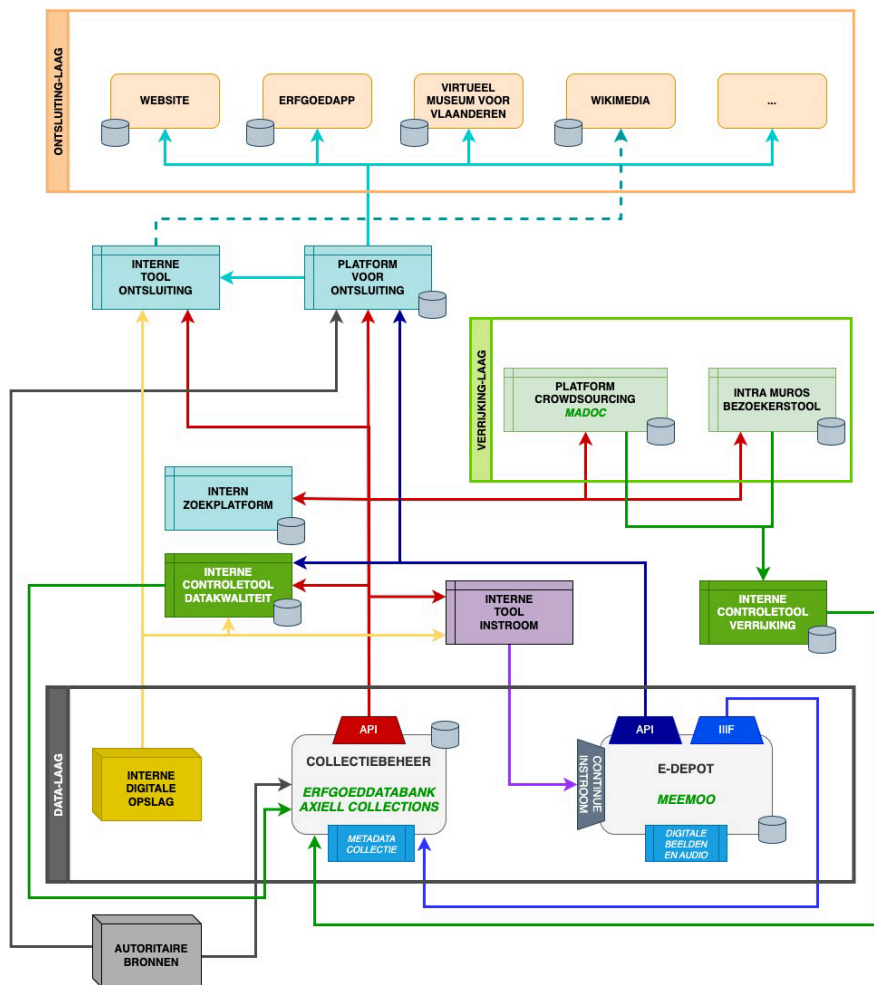 ONTSLUITING-LAAG
WEBSITE
ERFGOEDAPP
VIRTUEEL
MUSEUM VOOR
VLAANDEREN
WIKIMEDIA
...
INTERNE
TOOL
ONTSLUITING
PLATFORM
VOOR
ONTSLUITING
VERRIJKING-LAAG
PLATFORM
CROWDSOURCING
MADOC
INTRA MUROS
BEZOEKERSTOOL
INTERN
ZOEKPLATFORM
INTERNE
CONTROLETOOL
DATAKWALITEIT
INTERNE
TOOL
INSTROOM
INTERNE
CONTROLETOOL
VERRIJKING
DATA-LAAG
INTERNE
DIGITALE
OPSLAG
API
COLLECTIEBEHEER
ERFGOEDDATABANK
AXIELL COLLECTIONS
METADATA
COLLECTIE
CONTINUE
INSTROOM
API
IIIF
E-DEPOT
MEEMOO
DIGITALE
BEELDEN
EN AUDIO
AUTORITAIRE
BRONNEN